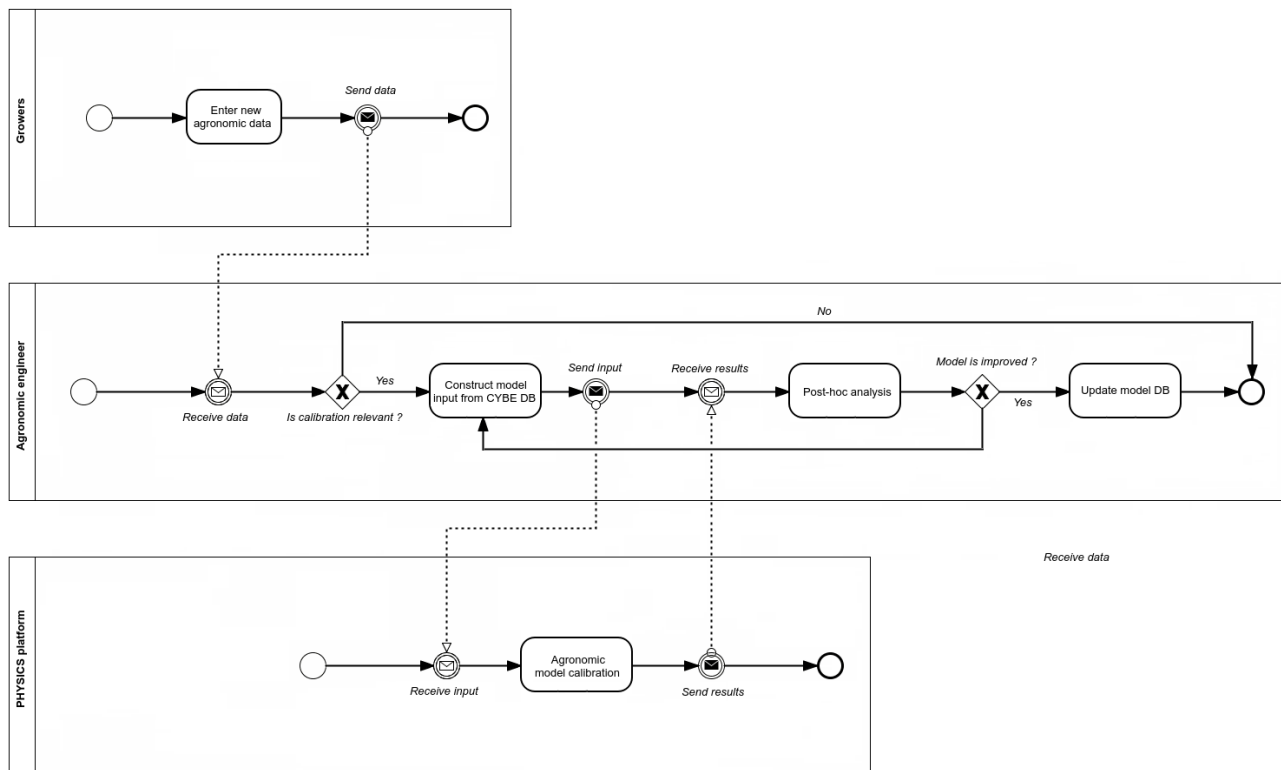 Growers
Send data
Enter new
agronomic data
Agronomic engineer
No
Model is improved ?
Send input
Receive results
Yes
Construct model
input from CYBE DB
Post-hoc analysis
Update model DB
Yes
Receive data
Is calibration relevant ?
Receive data
PHYSICS platform
Agronomic
model calibration
Receive input
Send results